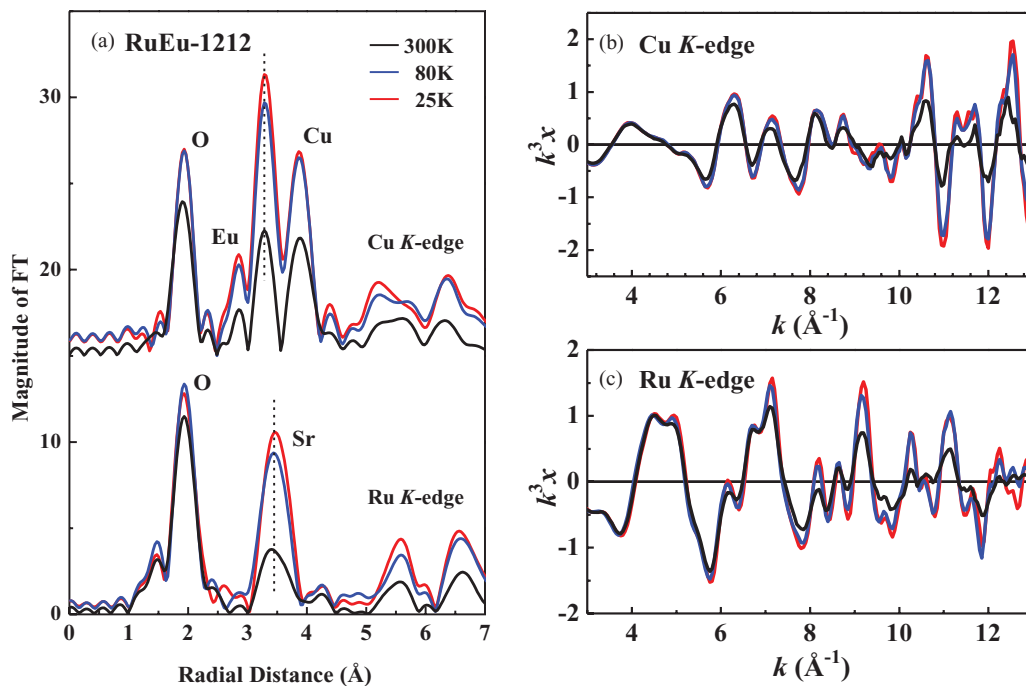 (a) RuEu-1212
300K
80K
25K
30
20
10
0
O
Cu
Eu
Cu K-edge
O
Sr
Ru K-edge
Magnitude of FT
0 1 2 3 4 5 6 7
Radial Distance (Å)
(b) Cu K-edge
2
1
0
-1
-2
k³x
4 6 8 10 12
k (Å⁻¹)
(c) Ru K-edge
2
1
0
-1
-2
k³x
4 6 8 10 12
k (Å⁻¹)